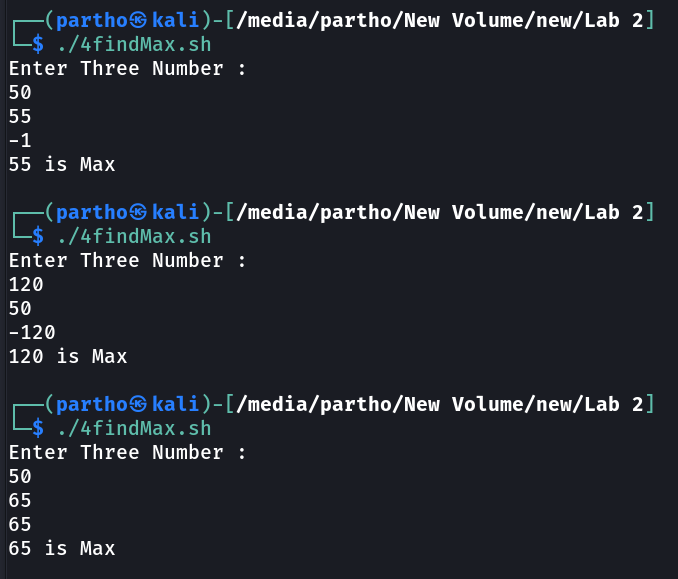 ┌──(partho㉿kali)-[/media/partho/New Volume/new/Lab 2]
└─$ ./4findMax.sh
Enter Three Number :
50
55
-1
55 is Max
┌──(partho㉿kali)-[/media/partho/New Volume/new/Lab 2]
└─$ ./4findMax.sh
Enter Three Number :
120
50
-120
120 is Max
┌──(partho㉿kali)-[/media/partho/New Volume/new/Lab 2]
└─$ ./4findMax.sh
Enter Three Number :
50
65
65
65 is Max